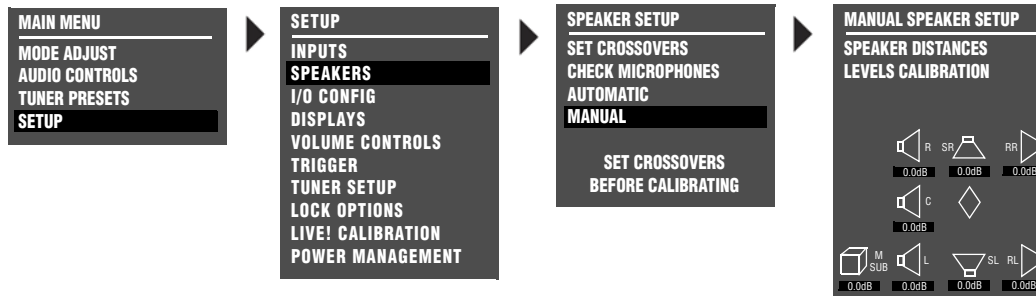 MAIN MENU
MODE ADJUST
AUDIO CONTROLS
TUNER PRESETS
SETUP
SETUP
INPUTS
SPEAKERS
I/O CONFIG
DISPLAYS
VOLUME CONTROLS
TRIGGER
TUNER SETUP
LOCK OPTIONS
LIVE! CALIBRATION
POWER MANAGEMENT
SPEAKER SETUP
SET CROSSOVERS
CHECK MICROPHONES
AUTOMATIC
MANUAL
SET CROSSOVERS
BEFORE CALIBRATING
MANUAL SPEAKER SETUP
SPEAKER DISTANCES
LEVELS CALIBRATION
R SR RR
0.0dB 0.0dB 0.0dB
C
0.0dB
M SUB L SL RL
0.0dB 0.0dB 0.0dB 0.0dB